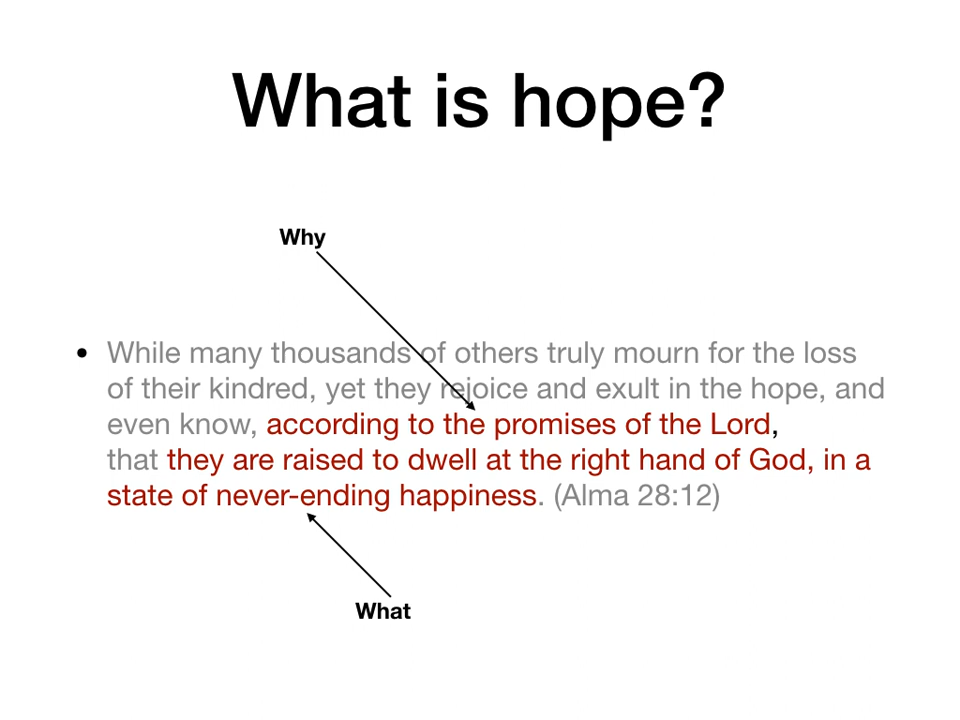 What is hope?
Why
• While many thousands of others truly mourn for the loss
of their kindred, yet they rejoice and exult in the hope, and
even know, according to the promises of the Lord,
that they are raised to dwell at the right hand of God, in a
state of never-ending happiness. (Alma 28:12)
What